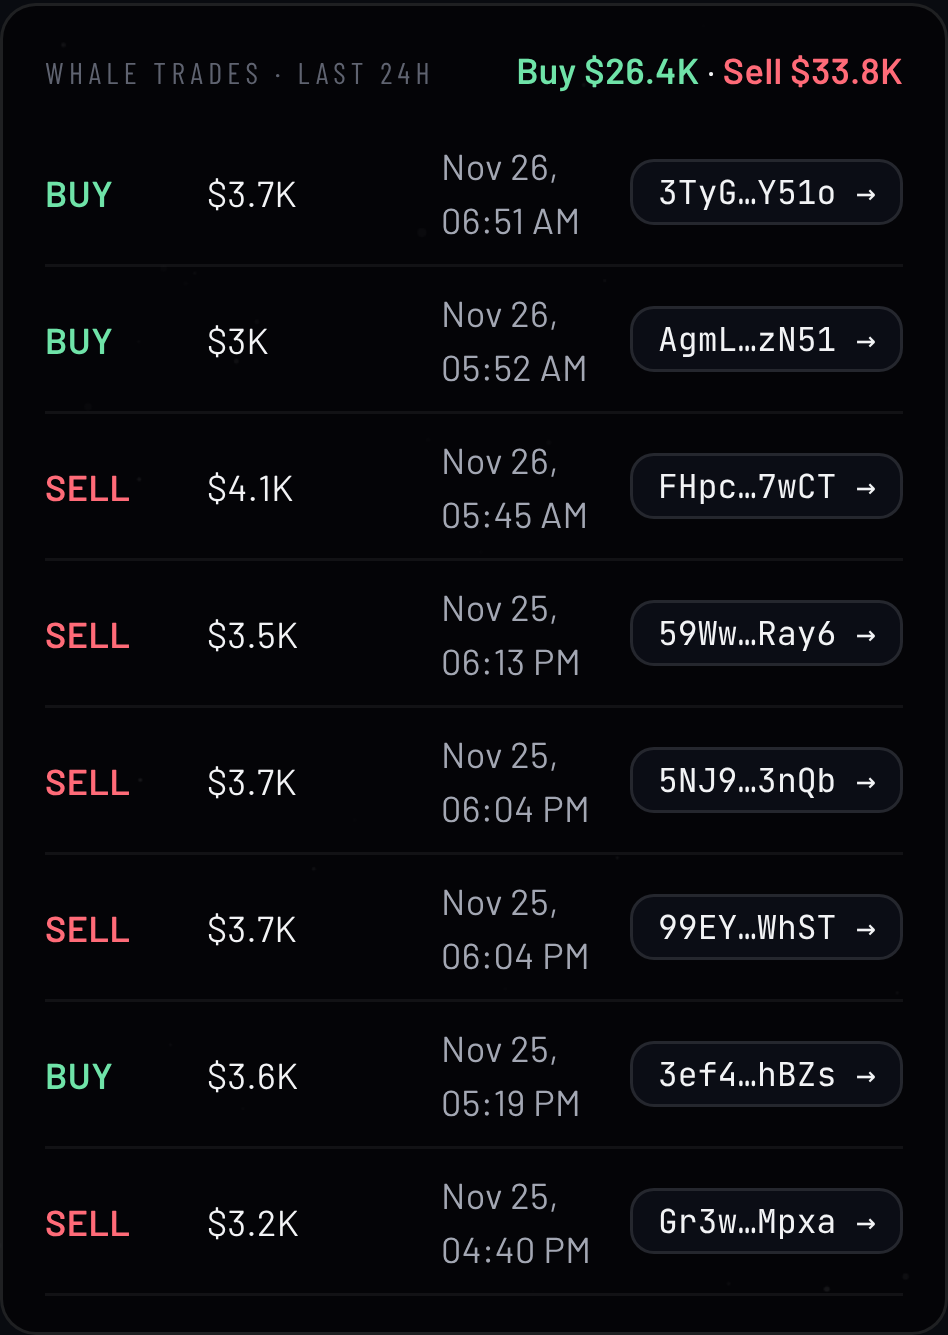 WHALE TRADES · LAST 24H Buy $26.4K · Sell $33.8K
BUY $3.7K Nov 26, 06:51 AM 3TyG…Y51o →
BUY $3K Nov 26, 05:52 AM AgmL…zN51 →
SELL $4.1K Nov 26, 05:45 AM FHpc…7wCT →
SELL $3.5K Nov 25, 06:13 PM 59Ww…Ray6 →
SELL $3.7K Nov 25, 06:04 PM 5NJ9…3nQb →
SELL $3.7K Nov 25, 06:04 PM 99EY…WhST →
BUY $3.6K Nov 25, 05:19 PM 3ef4…hBZs →
SELL $3.2K Nov 25, 04:40 PM Gr3w…Mpxa →